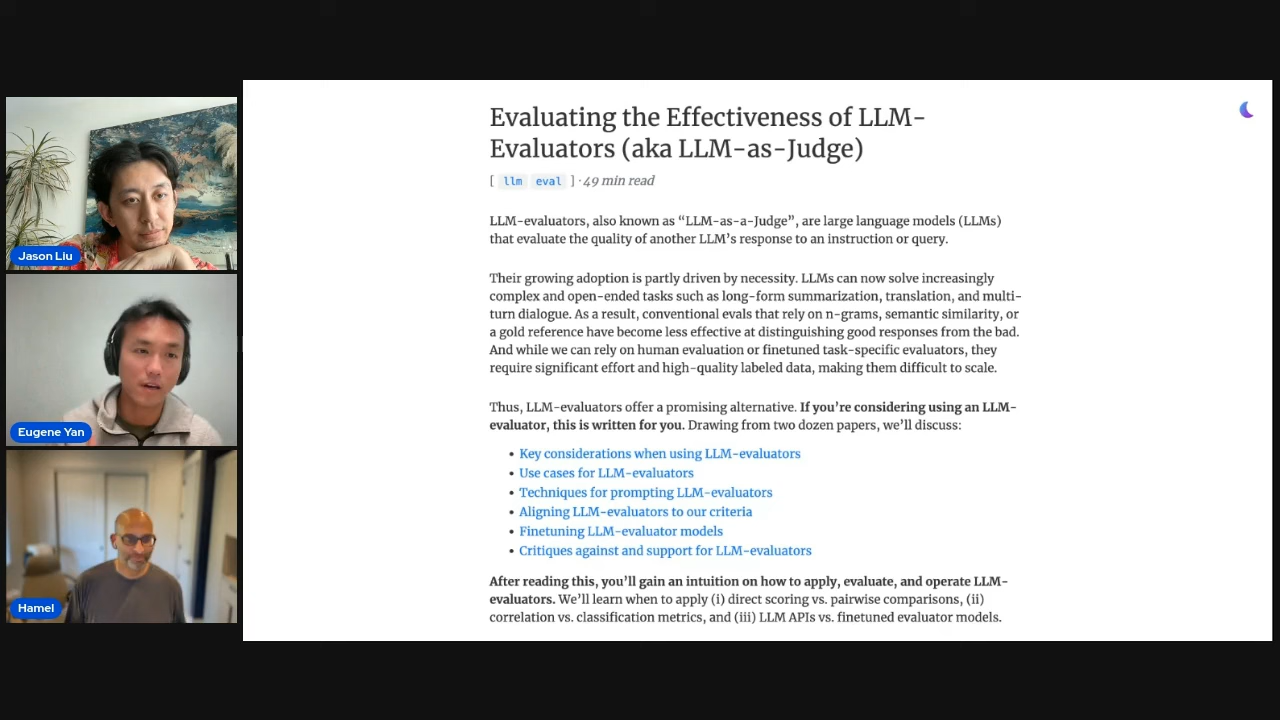 Evaluating the Effectiveness of LLM-
Evaluators (aka LLM-as-Judge)
[ llm eval ] · 49 min read
LLM-evaluators, also known as “LLM-as-a-Judge”, are large language models (LLMs)
that evaluate the quality of another LLM’s response to an instruction or query.
Their growing adoption is partly driven by necessity. LLMs can now solve increasingly
complex and open-ended tasks such as long-form summarization, translation, and multi-
turn dialogue. As a result, conventional evals that rely on n-grams, semantic similarity, or
a gold reference have become less effective at distinguishing good responses from the bad.
And while we can rely on human evaluation or finetuned task-specific evaluators, they
require significant effort and high-quality labeled data, making them difficult to scale.
Thus, LLM-evaluators offer a promising alternative. If you’re considering using an LLM-
evaluator, this is written for you. Drawing from two dozen papers, we’ll discuss:
• Key considerations when using LLM-evaluators
• Use cases for LLM-evaluators
• Techniques for prompting LLM-evaluators
• Aligning LLM-evaluators to our criteria
• Finetuning LLM-evaluator models
• Critiques against and support for LLM-evaluators
After reading this, you’ll gain an intuition on how to apply, evaluate, and operate LLM-
evaluators. We’ll learn when to apply (i) direct scoring vs. pairwise comparisons, (ii)
correlation vs. classification metrics, and (iii) LLM APIs vs. finetuned evaluator models.
Jason Liu
Eugene Yan
Hamel